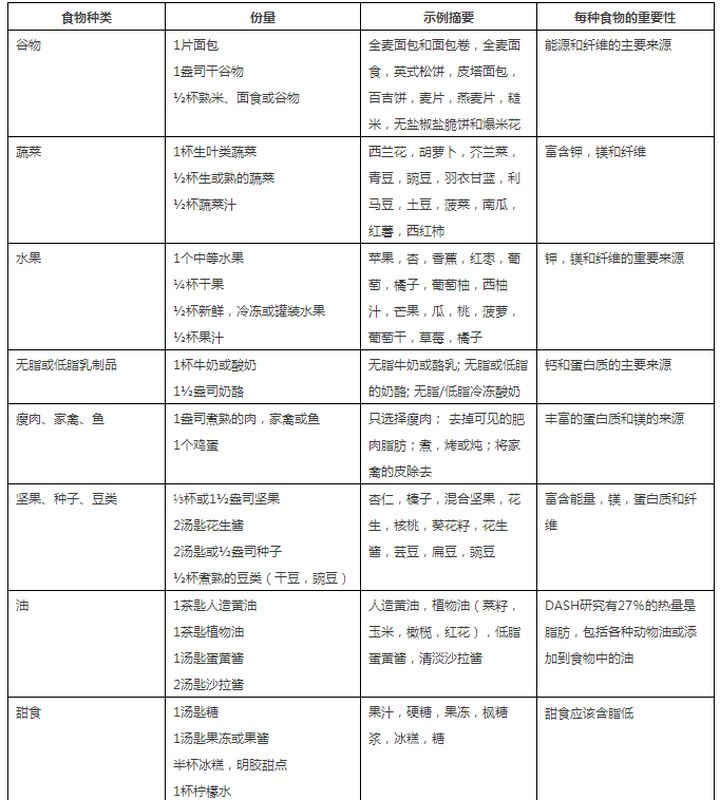 食物种类 份量 示例摘要 每种食物的重要性
谷物 1片面包 全麦面包和面包卷，全麦面 能源和纤维的主要来源
1盎司干谷物 食，英式松饼，皮塔面包，
½杯熟米、面食或谷物 百吉饼，麦片，燕麦片，糙
米，无盐椒盐脆饼和爆米花
蔬菜 1杯生叶类蔬菜 西兰花，胡萝卜，芥兰菜， 富含钾，镁和纤维
½杯生或熟的蔬菜 青豆，豌豆，羽衣甘蓝，利
½杯蔬菜汁 马豆，土豆，菠菜，南瓜，
红薯，西红柿
水果 1个中等水果 苹果，杏，香蕉，红枣，葡 钾，镁和纤维的重要来源
¼杯干果 萄，橘子，葡萄柚，西柚
½杯新鲜，冷冻或罐装水果 汁，芒果，瓜，桃，菠萝，
½杯果汁 葡萄干，草莓，橘子
无脂或低脂乳制品 1杯牛奶或酸奶 无脂牛奶或酪乳; 无脂或低脂 钙和蛋白质的主要来源
1½盎司奶酪 的奶酪; 无脂/低脂冷冻酸奶
瘦肉、家禽、鱼 1盎司煮熟的肉，家禽或鱼 只选择瘦肉； 去掉可见的肥 丰富的蛋白质和镁的来源
1个鸡蛋 肉脂肪；煮，烤或炖；将家
禽的皮除去
坚果、种子、豆类 ⅓杯或1½盎司坚果 杏仁，榛子，混合坚果，花 富含能量，镁，蛋白质和纤
2汤匙花生酱 生，核桃，葵花籽，花生 维
2汤匙或½盎司种子 酱，芸豆，扁豆，豌豆
½杯煮熟的豆类（干豆，豌豆）
油 1茶匙人造黄油 人造黄油，植物油（菜籽， DASH研究有27%的热量是
1茶匙植物油 玉米，橄榄，红花），低脂 脂肪，包括各种动物油或添
1汤匙蛋黄酱 蛋黄酱，清淡沙拉酱 加到食物中的油
2汤匙沙拉酱
甜食 1汤匙糖 果汁，硬糖，果冻，枫糖 甜食应该含脂低
1汤匙果冻或果酱 浆，冰糕，糖
半杯冰糕，明胶甜点
1杯柠檬水